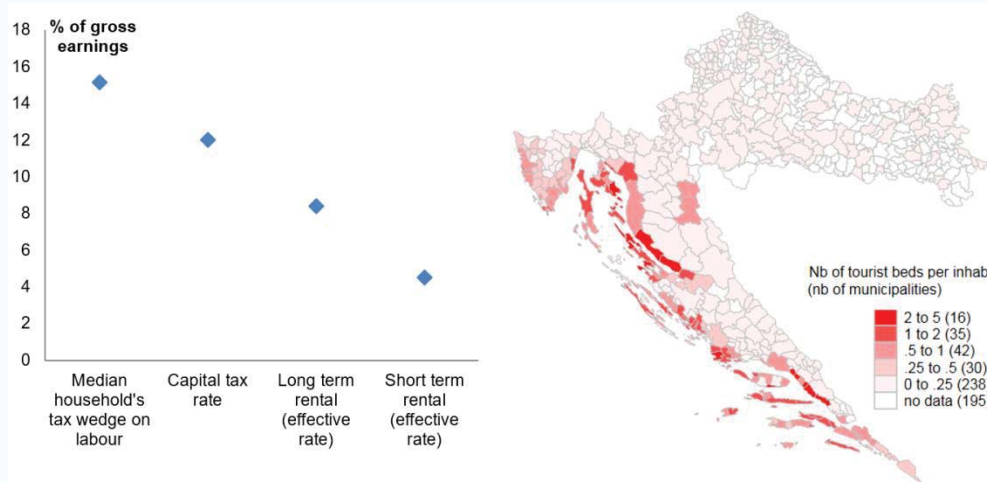 % of gross
earnings
18
16
14
12
10
8
6
4
2
0
Median
household's
tax wedge on
labour
Capital tax
rate
Long term
rental
(effective
rate)
Short term
rental
(effective
rate)
Nb of tourist beds per inhab
(nb of municipalities)
2 to 5 (16)
1 to 2 (35)
.5 to 1 (42)
.25 to .5 (30)
0 to .25 (238
no data (195